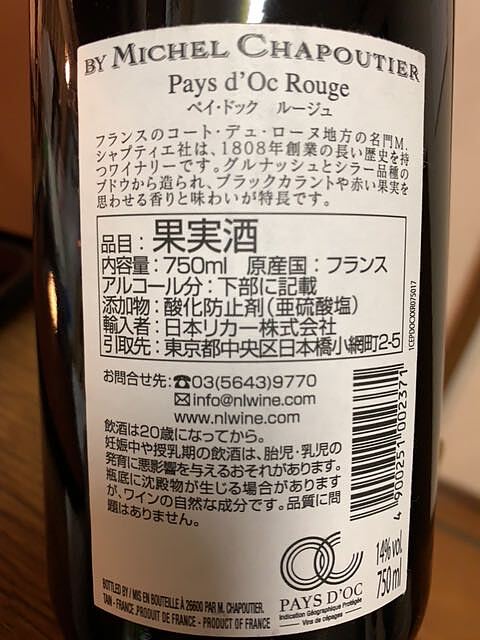 BY MICHEL CHAPOUTIER
Pays d'Oc Rouge
ペイ・ドック ルージュ
フランスのコート・デュ・ローヌ地方の名門M.
シャプティエ社は、1808年創業の長い歴史を持
つワイナリーです。グルナッシュとシラー品種の
ブドウから造られ、ブラックカラントや赤い果実を
思わせる香りと味わいが特長です。
品目：果実酒
内容量：750ml 原産国：フランス
アルコール分：下部に記載
添加物：酸化防止剤(亜硫酸塩)
輸入者：日本リカー株式会社
引取先：東京都中央区日本橋小網町2-5
1CEPDOCXXR075017
お問合せ先：☎03(5643)9770
✉info@nlwine.com
www.nlwine.com
飲酒は20歳になってから。
妊娠中や授乳期の飲酒は、胎児・乳児の
発育に悪影響を与えるおそれがあります。
瓶底に沈殿物が生じる場合があります
が、ワインの自然な成分です。品質に問
題はありません。
4 900251 002371
BOTTLED BY / MIS EN BOUTEILLE À 26600 PAR M. CHAPOUTIER.
TAIN - FRANCE. PRODUIT DE FRANCE - PRODUCT OF FRANCE
PAYS D'OC
Indication Géographique Protégée
Vins de cépages
14% vol.
750 ml